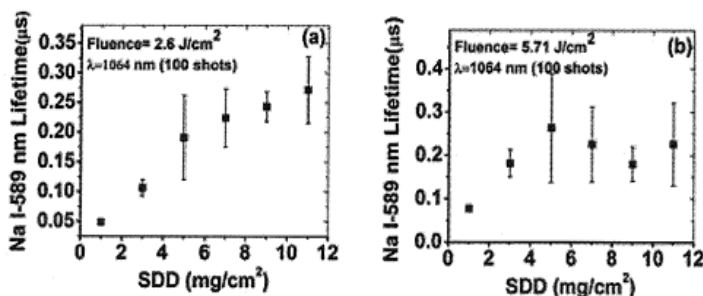 (a)
Fluence= 2.6 J/cm²
λ=1064 nm (100 shots)
Na I-589 nm Lifetime(µs)
0.35
0.30
0.25
0.20
0.15
0.10
0.05
0 2 4 6 8 10 12
SDD (mg/cm²)
(b)
Fluence= 5.71 J/cm²
λ=1064 nm (100 shots)
Na I-589 nm Lifetime(µs)
0.4
0.3
0.2
0.1
0.0
0 2 4 6 8 10 12
SDD (mg/cm²)